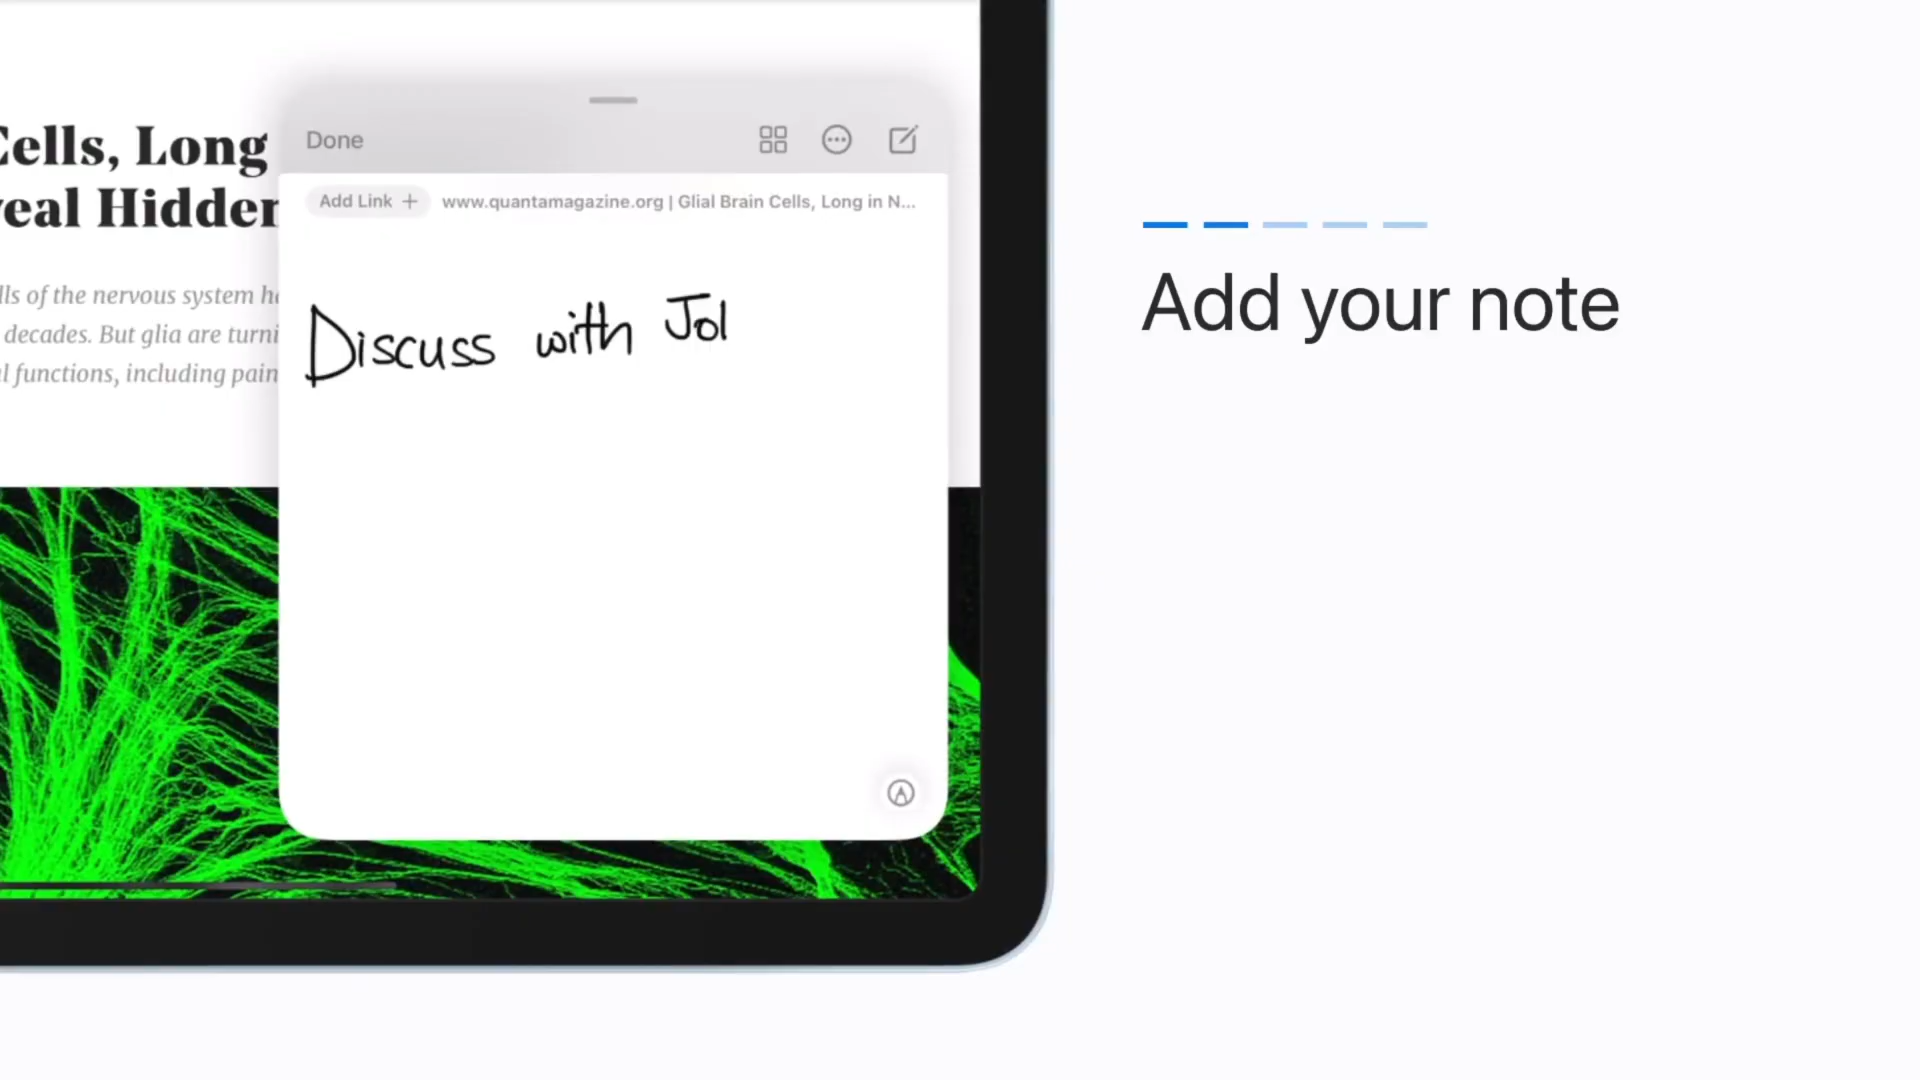 Cells, Long
veal Hidden
lls of the nervous system h
decades. But glia are turni
l functions, including pain
Done
Add Link +
www.quantamagazine.org | Glial Brain Cells, Long in N...
Discuss with Jol
Add your note